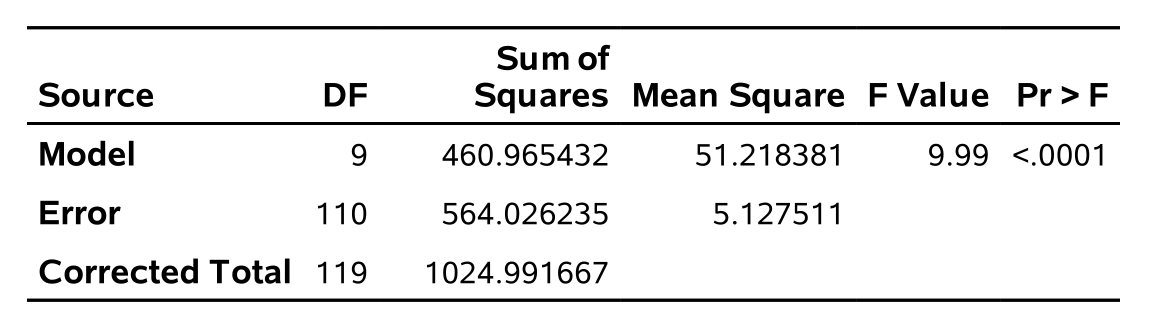 Sum of
Source DF Squares Mean Square F Value Pr > F
Model 9 460.965432 51.218381 9.99 <.0001
Error 110 564.026235 5.127511
Corrected Total 119 1024.991667